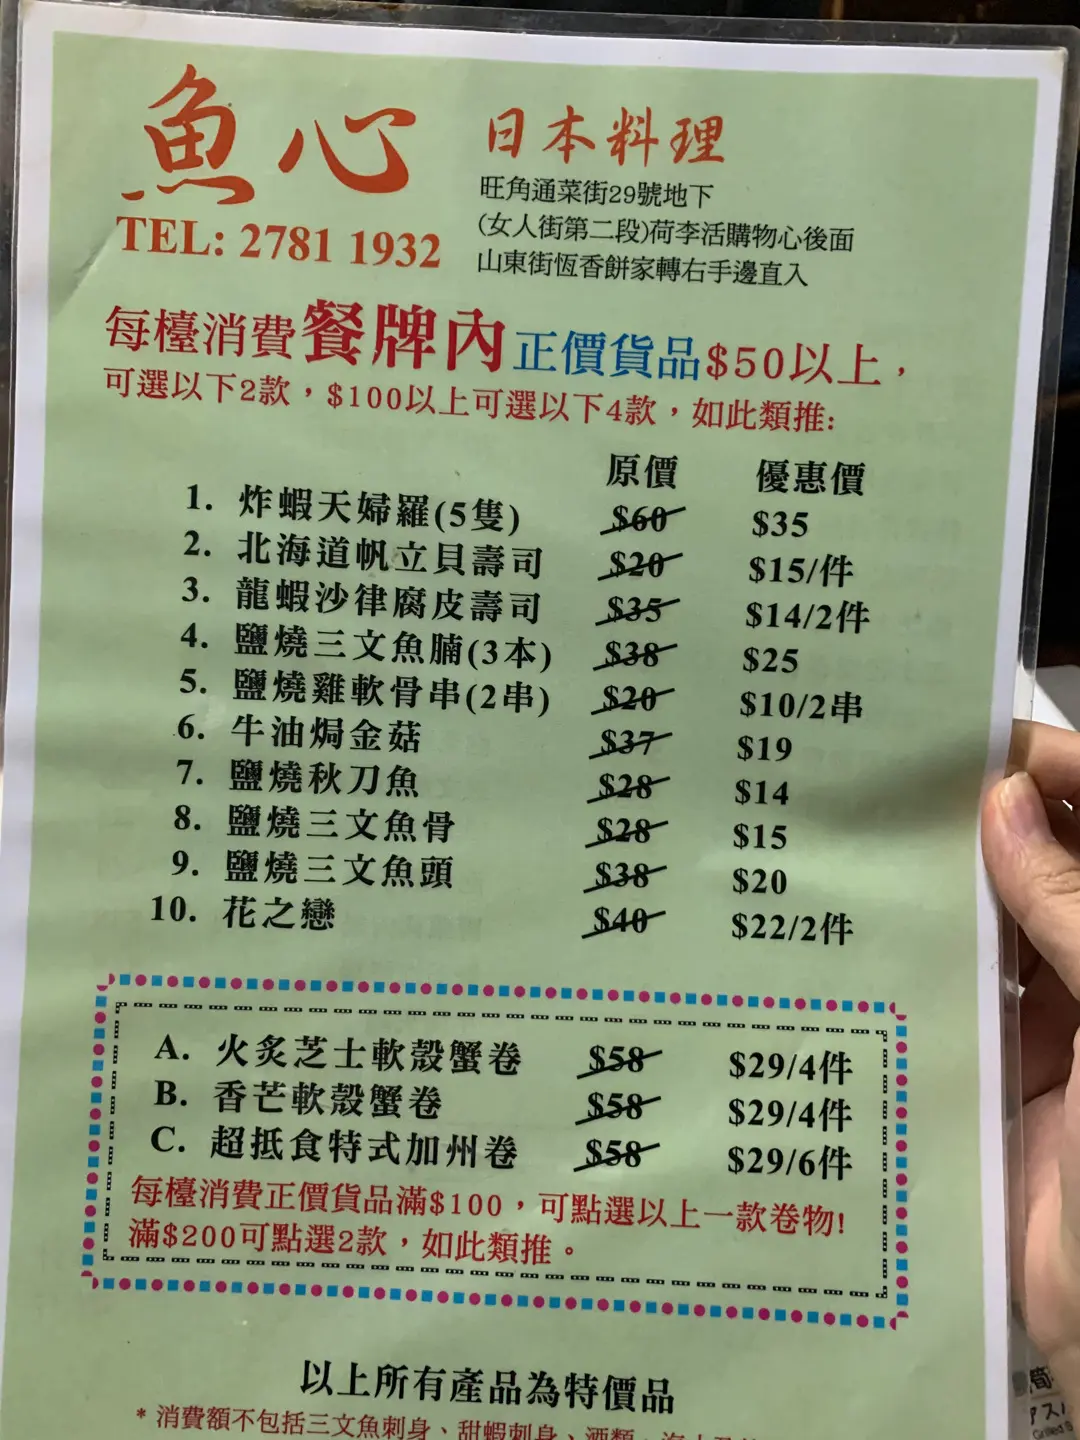 魚心
日本料理
TEL: 2781 1932
旺角通菜街29號地下
(女人街第二段)荷李活購物心後面
山東街恆香餅家轉右手邊直入
每檯消費餐牌內正價貨品$50以上，
可選以下2款，$100以上可選以下4款，如此類推:
原價 優惠價
1. 炸蝦天婦羅(5隻) $60 $35
2. 北海道帆立貝壽司 $20 $15/件
3. 龍蝦沙律腐皮壽司 $35 $14/2件
4. 鹽燒三文魚腩(3本) $38 $25
5. 鹽燒雞軟骨串(2串) $20 $10/2串
6. 牛油焗金菇 $37 $19
7. 鹽燒秋刀魚 $28 $14
8. 鹽燒三文魚骨 $28 $15
9. 鹽燒三文魚頭 $38 $20
10. 花之戀 $40 $22/2件
A. 火炙芝士軟殼蟹卷 $58 $29/4件
B. 香芒軟殼蟹卷 $58 $29/4件
C. 超抵食特式加州卷 $58 $29/6件
每檯消費正價貨品滿$100，可點選以上一款卷物!
滿$200可點選2款，如此類推。
以上所有產品為特價品
* 消費額不包括三文魚刺身、甜蝦刺身、酒類